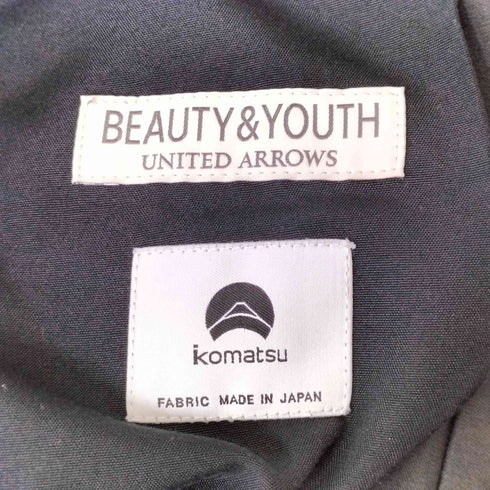 BEAUTY&YOUTH
UNITED ARROWS
komatsu
FABRIC MADE IN JAPAN